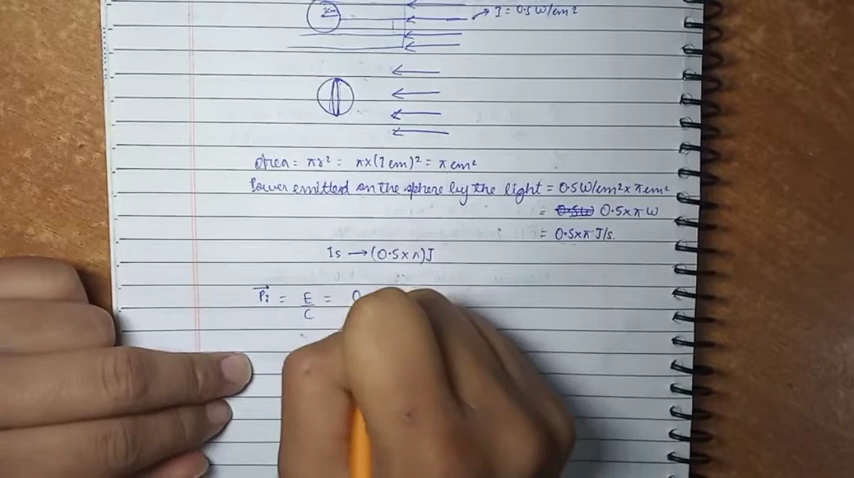 I = 0.5 W/cm²
Area = πr² = π×(1 cm)² = π cm²
Power emitted on the sphere by the light = 0.5 W/cm² × π cm²
= 0.5 × π W
= 0.5×π J/s.
1s → (0.5×π)J
P⃗i = E/C = 0